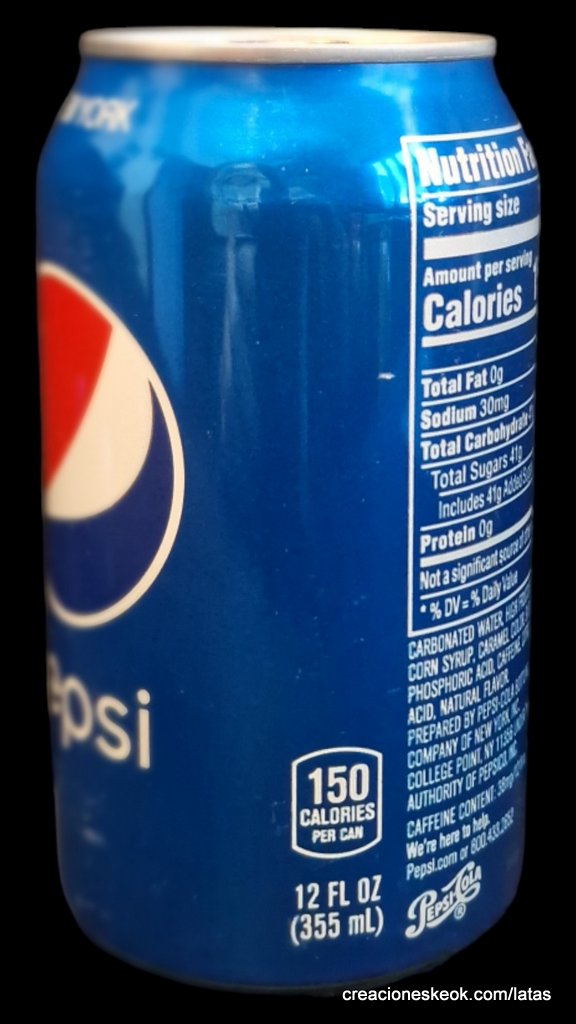 YORK
epsi
Nutrition
Serving size
Amount per serving
Calories
Total Fat 0g
Sodium 30mg
Total Carbohydrate
Total Sugars 41g
Includes 41g Added
Protein 0g
Not a significant source of
* % DV = % Daily Value
CARBONATED WATER, HIGH
CORN SYRUP, CARAMEL COLOR,
PHOSPHORIC ACID, CAFFEINE,
ACID, NATURAL FLAVOR
PREPARED BY PEPSI-COLA
COMPANY OF NEW YORK, INC.
COLLEGE POINT, NY 11356
AUTHORITY OF PEPSICO, INC.
CAFFEINE CONTENT: 38mg
We're here to help.
Pepsi.com or 800.433.2652
PEPSI-COLA
®
150
CALORIES
PER CAN
12 FL OZ
(355 mL)
creacioneskeok.com/latas